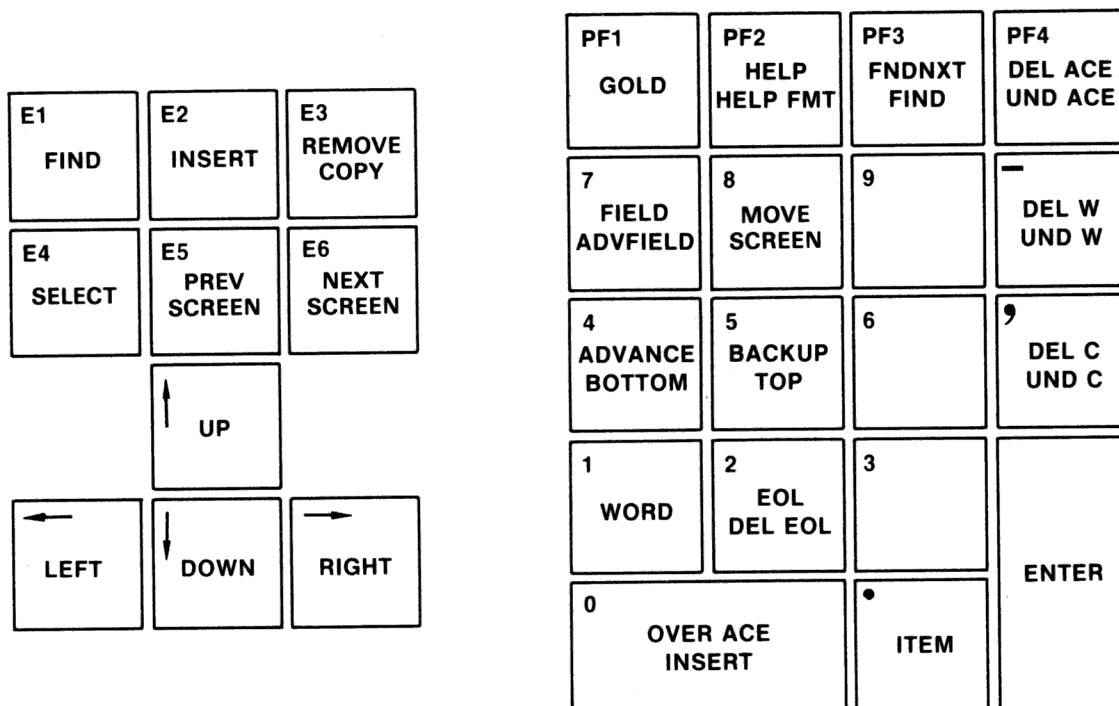 E1
FIND
E2
INSERT
E3
REMOVE
COPY
E4
SELECT
E5
PREV
SCREEN
E6
NEXT
SCREEN
UP
LEFT
DOWN
RIGHT
PF1
GOLD
PF2
HELP
HELP FMT
PF3
FNDNXT
FIND
PF4
DEL ACE
UND ACE
7
FIELD
ADVFIELD
8
MOVE
SCREEN
9
–
DEL W
UND W
4
ADVANCE
BOTTOM
5
BACKUP
TOP
6
,
DEL C
UND C
1
WORD
2
EOL
DEL EOL
3
ENTER
0
OVER ACE
INSERT
.
ITEM